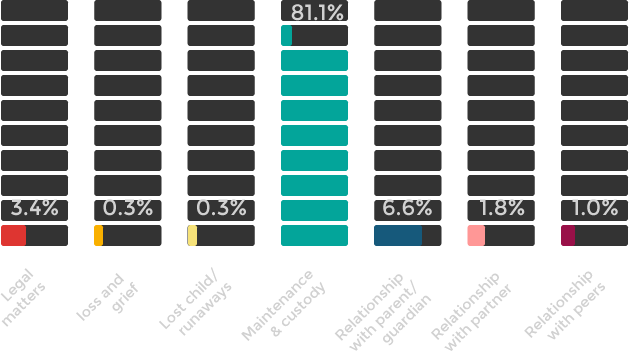 81.1%
3.4%
0.3%
0.3%
6.6%
1.8%
1.0%
Legal
matters
loss and
grief
Lost child/
runaways
Maintenance
& custody
Relationship
with parent/
guardian
Relationship
with partner
Relationship
with peers